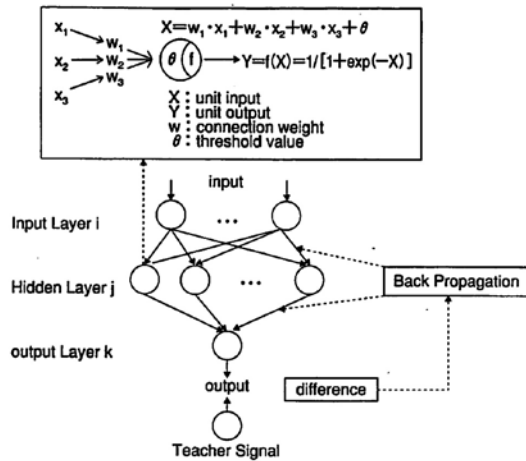 x₁
w₁
X=w₁·x₁+w₂·x₂+w₃·x₃+θ
x₂
w₂
θ f
Y=f(X)=1/[1+exp(-X)]
x₃
w₃
X : unit input
Y : unit output
w : connection weight
θ : threshold value
input
Input Layer i
...
Hidden Layer j
...
Back Propagation
output Layer k
output
difference
Teacher Signal